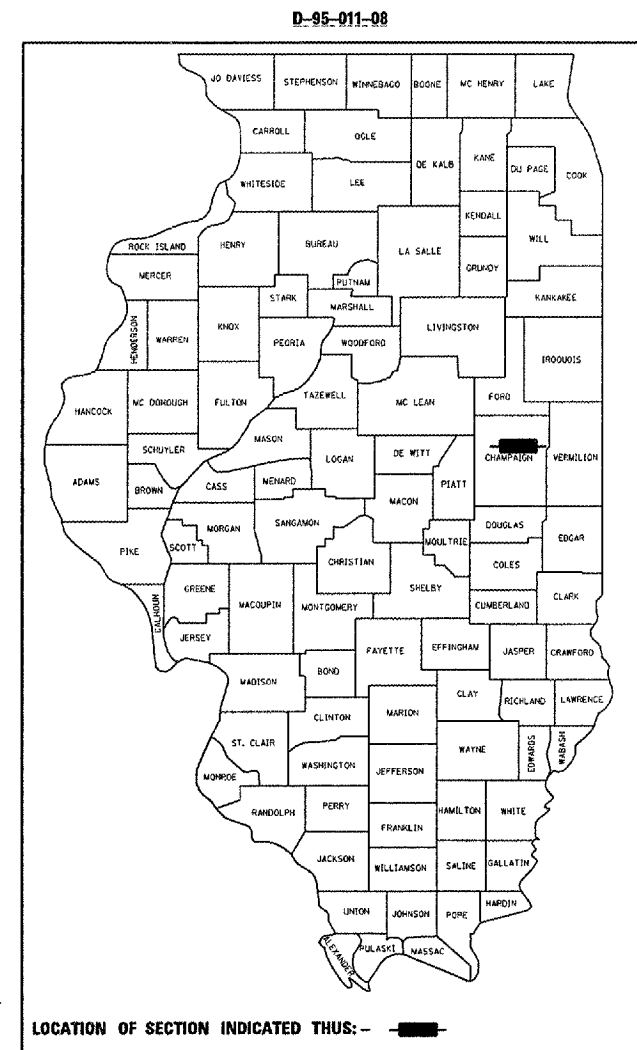 D-95-011-08
JO DAVIESS STEPHENSON WINNEBAGO BOONE MC HENRY LAKE
CARROLL OGLE DE KALB KANE DU PAGE COOK
WHITESIDE LEE KENDALL WILL
ROCK ISLAND HENRY BUREAU LA SALLE GRUNDY
MERCER PUTNAM KANKAKEE
STARK MARSHALL LIVINGSTON
HENDERSON WARREN KNOX PEORIA WOODFORD IROQUOIS
HANCOCK MC DONOUGH FULTON TAZEWELL MC LEAN FORD
MASON
SCHUYLER LOGAN DE WITT CHAMPAIGN VERMILION
ADAMS BROWN CASS MENARD PIATT
MACON
MORGAN SANGAMON DOUGLAS
PIKE SCOTT CHRISTIAN MOULTRIE EDGAR
COLES
GREENE MACOUPIN MONTGOMERY SHELBY CUMBERLAND CLARK
CALHOUN JERSEY
FAYETTE EFFINGHAM JASPER CRAWFORD
MADISON BOND
CLAY RICHLAND LAWRENCE
CLINTON MARION
ST. CLAIR WAYNE EDWARDS WABASH
MONROE WASHINGTON JEFFERSON
RANDOLPH PERRY HAMILTON WHITE
FRANKLIN
JACKSON WILLIAMSON SALINE GALLATIN
UNION JOHNSON POPE HARDIN
ALEXANDER PULASKI MASSAC
LOCATION OF SECTION INDICATED THUS: -